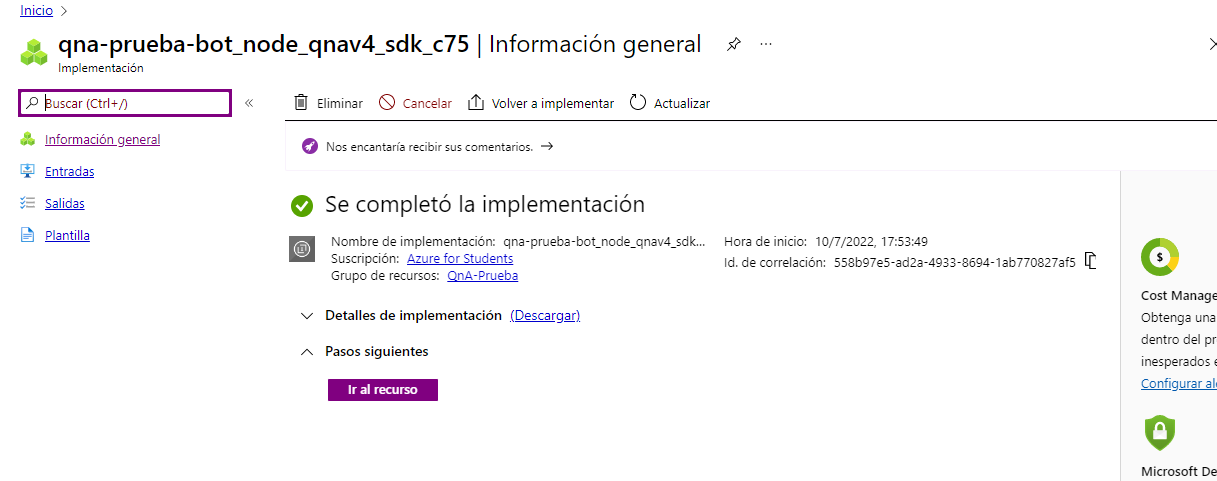 Inicio >
qna-prueba-bot_node_qnav4_sdk_c75 | Información general ...
Implementación
Buscar (Ctrl+/) «
Eliminar Cancelar Volver a implementar Actualizar
Información general
Entradas
Salidas
Plantilla
Nos encantaría recibir sus comentarios. →
Se completó la implementación
Nombre de implementación: qna-prueba-bot_node_qnav4_sdk...
Suscripción: Azure for Students
Grupo de recursos: QnA-Prueba
Hora de inicio: 10/7/2022, 17:53:49
Id. de correlación: 558b97e5-ad2a-4933-8694-1ab770827af5
Detalles de implementación (Descargar)
Pasos siguientes
Ir al recurso
$
Cost Manage
Obtenga una
dentro del pr
inesperados e
Configurar ale
Microsoft De